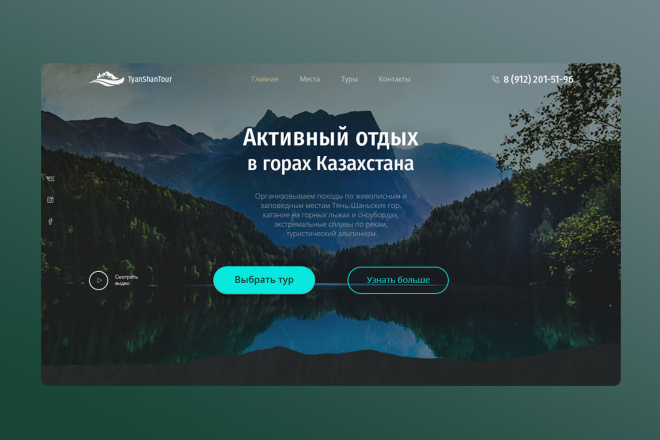 TyanShanTour
Главная
Места
Туры
Контакты
8 (912) 201-51-96
Активный отдых
в горах Казахстана
Организовываем походы по живописным и
заповедным местам Тянь-Шаньских гор,
катание на горных лыжах и сноубордах,
экстремальные сплавы по рекам,
туристический альпинизм
Смотреть
видео
Выбрать тур
Узнать больше